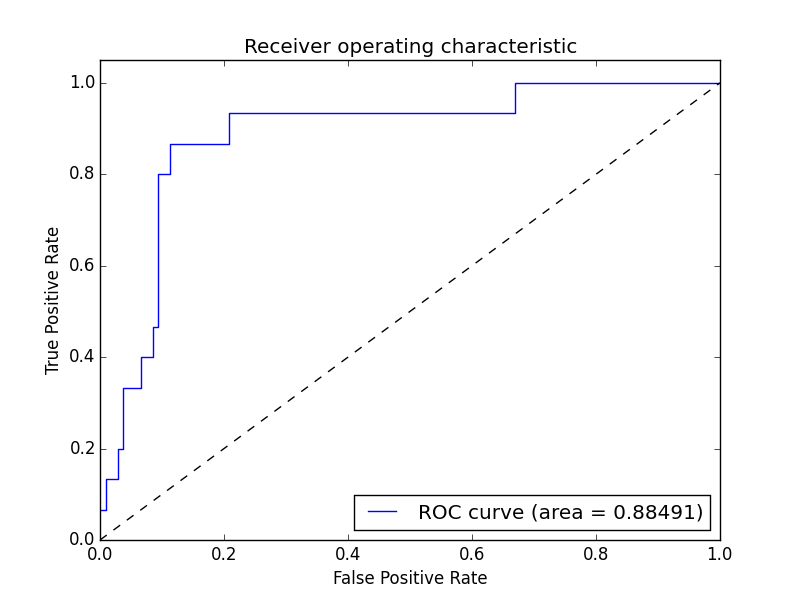 Receiver operating characteristic
1.0
0.8
0.6
0.4
0.2
0.0
True Positive Rate
ROC curve (area = 0.88491)
0.0 0.2 0.4 0.6 0.8 1.0
False Positive Rate